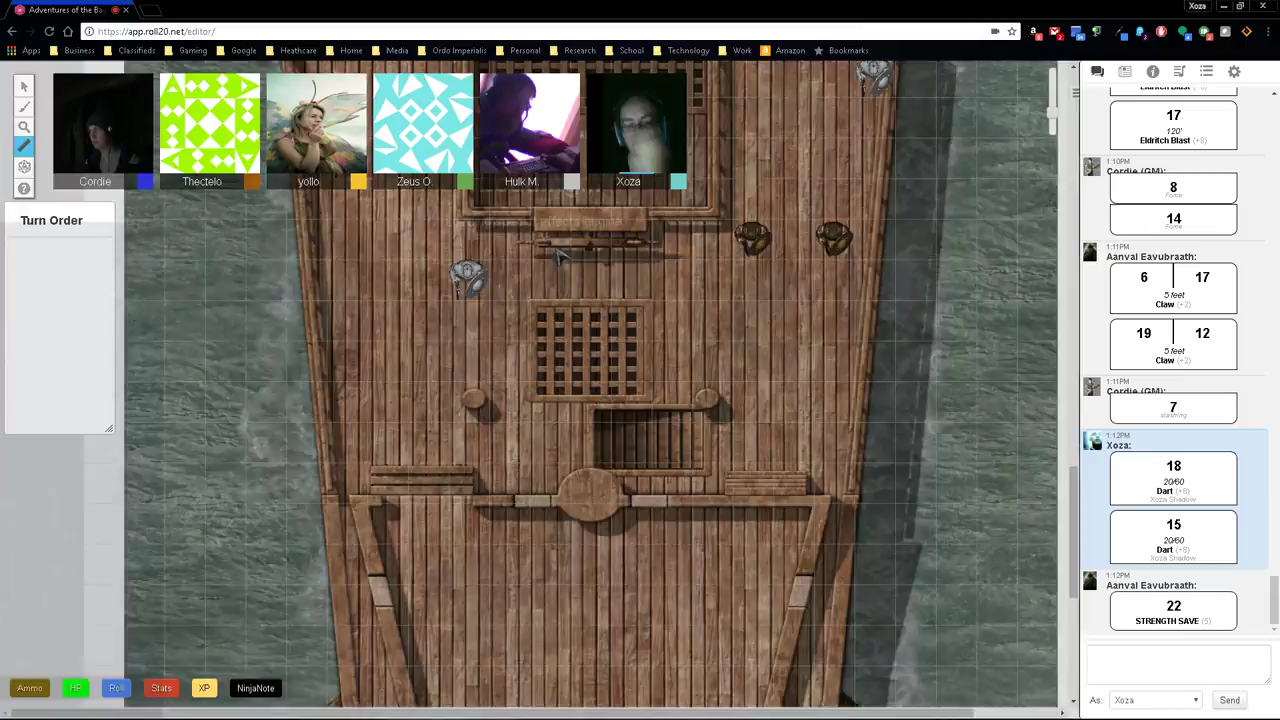 Adventures of the Ba
Xoza
https://app.roll20.net/editor/
Apps Business Classifieds Gaming Google Heathcare Home Media Ordo Imperialis Personal Research School Technology Work Amazon Bookmarks
Cordie
Thectelo
yollo
Zeus O.
Hulk M.
Xoza
Turn Order
Ammo
HP
Roll
Stats
XP
NinjaNote
Eldritch Blast (+8)
17
120'
Eldritch Blast (+8)
1:10PM
Cordie (GM):
8
Force
14
Force
1:11PM
Aanval Eavubraath:
6 17
5 feet
Claw (+2)
19 12
5 feet
Claw (+2)
1:11PM
Cordie (GM):
7
slashing
1:12PM
Xoza:
18
20/60
Dart (+8)
Xoza Shadow
15
20/60
Dart (+8)
Xoza Shadow
1:12PM
Aanval Eavubraath:
22
STRENGTH SAVE (5)
As: Xoza Send